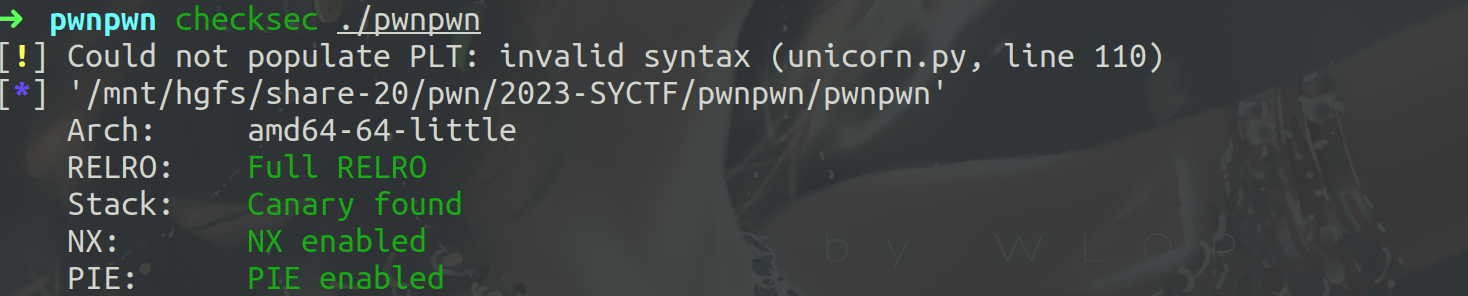 ➜ pwnpwn checksec ./pwnpwn
[!] Could not populate PLT: invalid syntax (unicorn.py, line 110)
[*] '/mnt/hgfs/share-20/pwn/2023-SYCTF/pwnpwn/pwnpwn'
Arch: amd64-64-little
RELRO: Full RELRO
Stack: Canary found
NX: NX enabled
by WLOP
PIE: PIE enabled